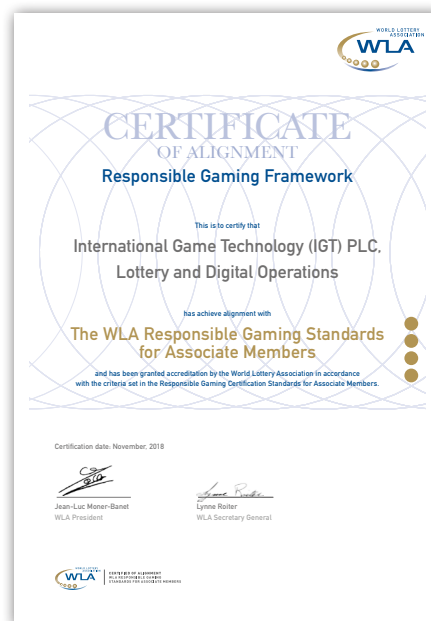 WORLD LOTTERY
ASSOCIATION
WLA
CERTIFICATE
OF ALIGNMENT
Responsible Gaming Framework
This is to certify that
International Game Technology (IGT) PLC,
Lottery and Digital Operations
has achieve alignment with
The WLA Responsible Gaming Standards
for Associate Members
and has been granted accreditation by the World Lottery Association in accordance
with the criteria set in the Responsible Gaming Certification Standards for Associate Members.
Certification date: November, 2018
Jean-Luc Moner-Banet
WLA President
Lynne Roiter
WLA Secretary General
WORLD LOTTERY
ASSOCIATION
WLA
CERTIFIED OF ALIGNMENT
WLA RESPONSIBLE GAMING
STANDARDS FOR ASSOCIATE MEMBERS